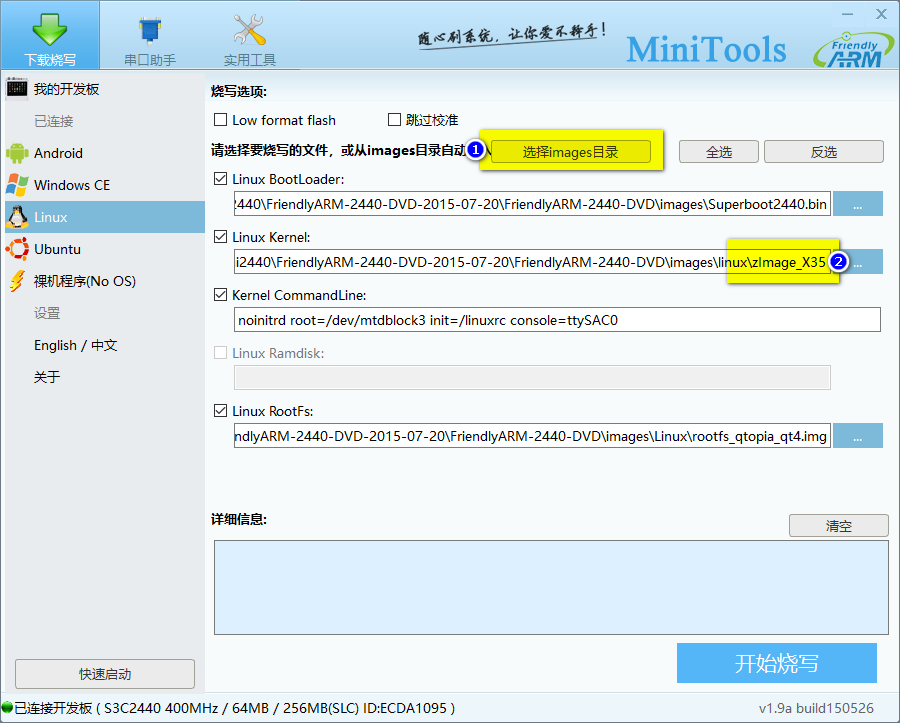 随心刷系统，让你爱不释手！
MiniTools
Friendly
ARM
下载烧写
串口助手
实用工具
我的开发板
已连接
Android
Windows CE
Linux
Ubuntu
裸机程序(No OS)
设置
English / 中文
关于
快速启动
烧写选项:
Low format flash
跳过校准
请选择要烧写的文件，或从images目录自动
1
选择images目录
全选
反选
Linux BootLoader:
2440\FriendlyARM-2440-DVD-2015-07-20\FriendlyARM-2440-DVD\images\Superboot2440.bin
...
Linux Kernel:
i2440\FriendlyARM-2440-DVD-2015-07-20\FriendlyARM-2440-DVD\images\linux\zImage_X35
2
...
Kernel CommandLine:
noinitrd root=/dev/mtdblock3 init=/linuxrc console=ttySAC0
Linux Ramdisk:
Linux RootFs:
ndlyARM-2440-DVD-2015-07-20\FriendlyARM-2440-DVD\images\Linux\rootfs_qtopia_qt4.img
...
详细信息:
清空
开始烧写
已连接开发板 ( S3C2440 400MHz / 64MB / 256MB(SLC) ID:ECDA1095 )
v1.9a build150526